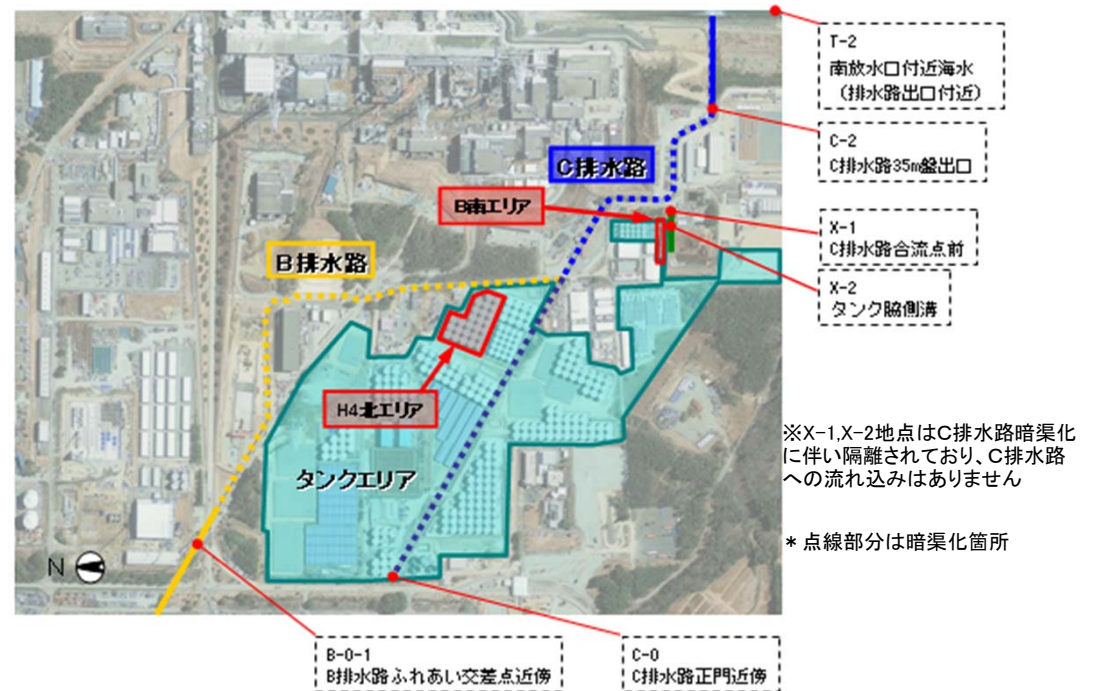 T-2
南放水口付近海水
(排水路出口付近)
C-2
C排水路35m盤出口
C排水路
B南エリア
X-1
C排水路合流点前
X-2
タンク脇側溝
B排水路
H4北エリア
タンクエリア
※X-1,X-2地点はC排水路暗渠化
に伴い隔離されており、C排水路
への流れ込みはありません
*点線部分は暗渠化箇所
N
B-0-1
B排水路ふれあい交差点近傍
C-0
C排水路正門近傍